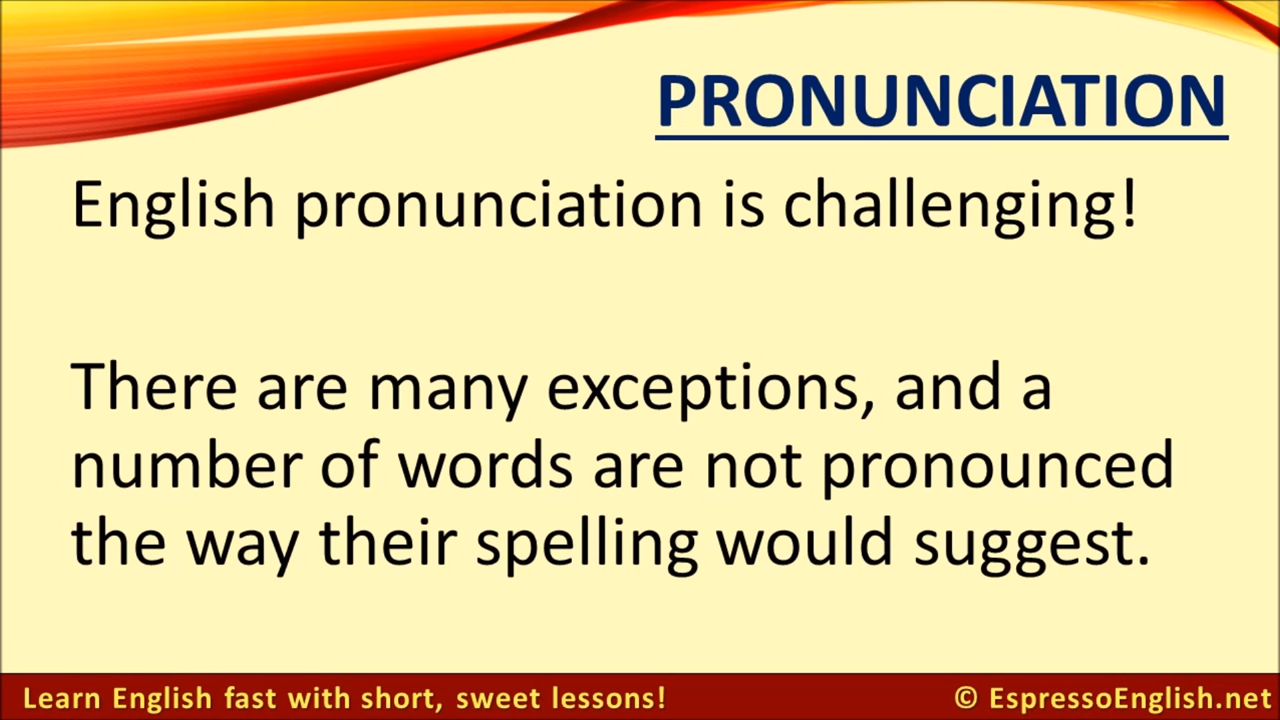 PRONUNCIATION
English pronunciation is challenging!
There are many exceptions, and a
number of words are not pronounced
the way their spelling would suggest.
Learn English fast with short, sweet lessons!
© EspressoEnglish.net